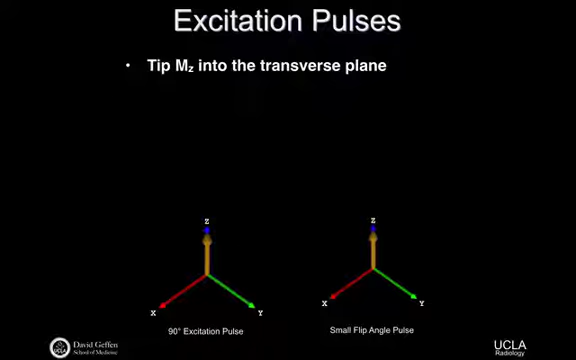 Excitation Pulses
• Tip Mz into the transverse plane
Z
Z
X
Y
X
Y
90° Excitation Pulse
Small Flip Angle Pulse
UCLA
David Geffen
School of Medicine
UCLA
Radiology